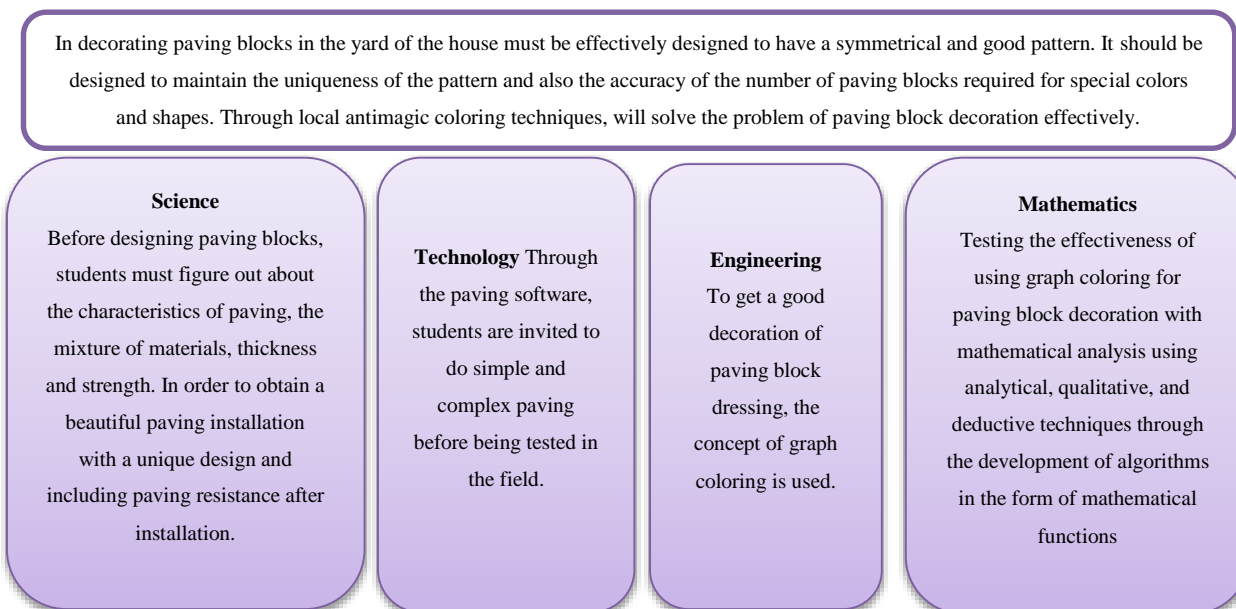 In decorating paving blocks in the yard of the house must be effectively designed to have a symmetrical and good pattern. It should be
designed to maintain the uniqueness of the pattern and also the accuracy of the number of paving blocks required for special colors
and shapes. Through local antimagic coloring techniques, will solve the problem of paving block decoration effectively.
Science
Before designing paving blocks,
students must figure out about
the characteristics of paving, the
mixture of materials, thickness
and strength. In order to obtain a
beautiful paving installation
with a unique design and
including paving resistance after
installation.
Technology Through
the paving software,
students are invited to
do simple and
complex paving
before being tested in
the field.
Engineering
To get a good
decoration of
paving block
dressing, the
concept of graph
coloring is used.
Mathematics
Testing the effectiveness of
using graph coloring for
paving block decoration with
mathematical analysis using
analytical, qualitative, and
deductive techniques through
the development of algorithms
in the form of mathematical
functions